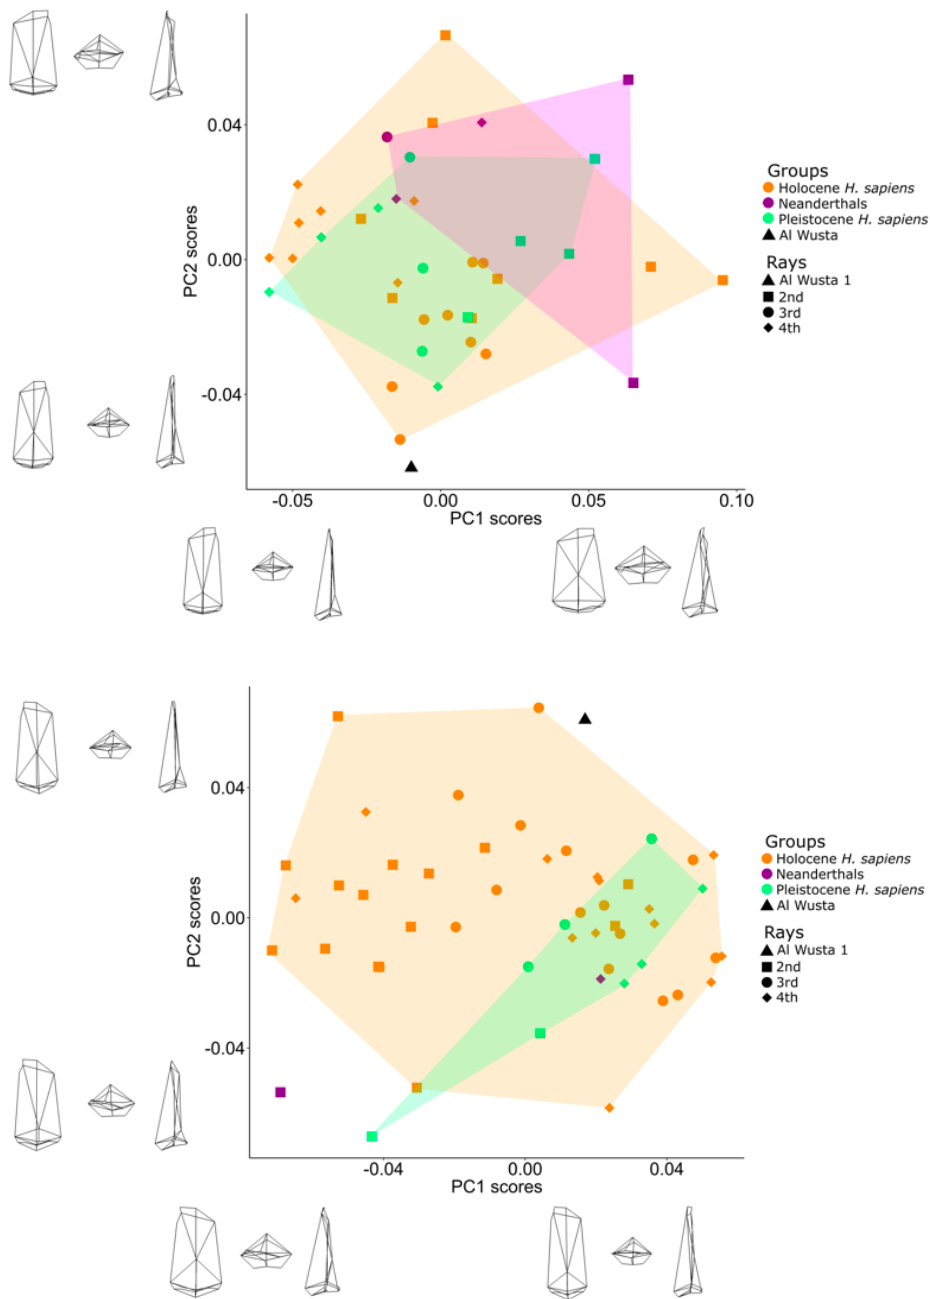 0.04
0.00
-0.04
PC2 scores
-0.05
0.00
0.05
0.10
PC1 scores
Groups
Holocene H. sapiens
Neanderthals
Pleistocene H. sapiens
Al Wusta
Rays
Al Wusta 1
2nd
3rd
4th
0.04
0.00
-0.04
PC2 scores
-0.04
0.00
0.04
PC1 scores
Groups
Holocene H. sapiens
Neanderthals
Pleistocene H. sapiens
Al Wusta
Rays
Al Wusta 1
2nd
3rd
4th